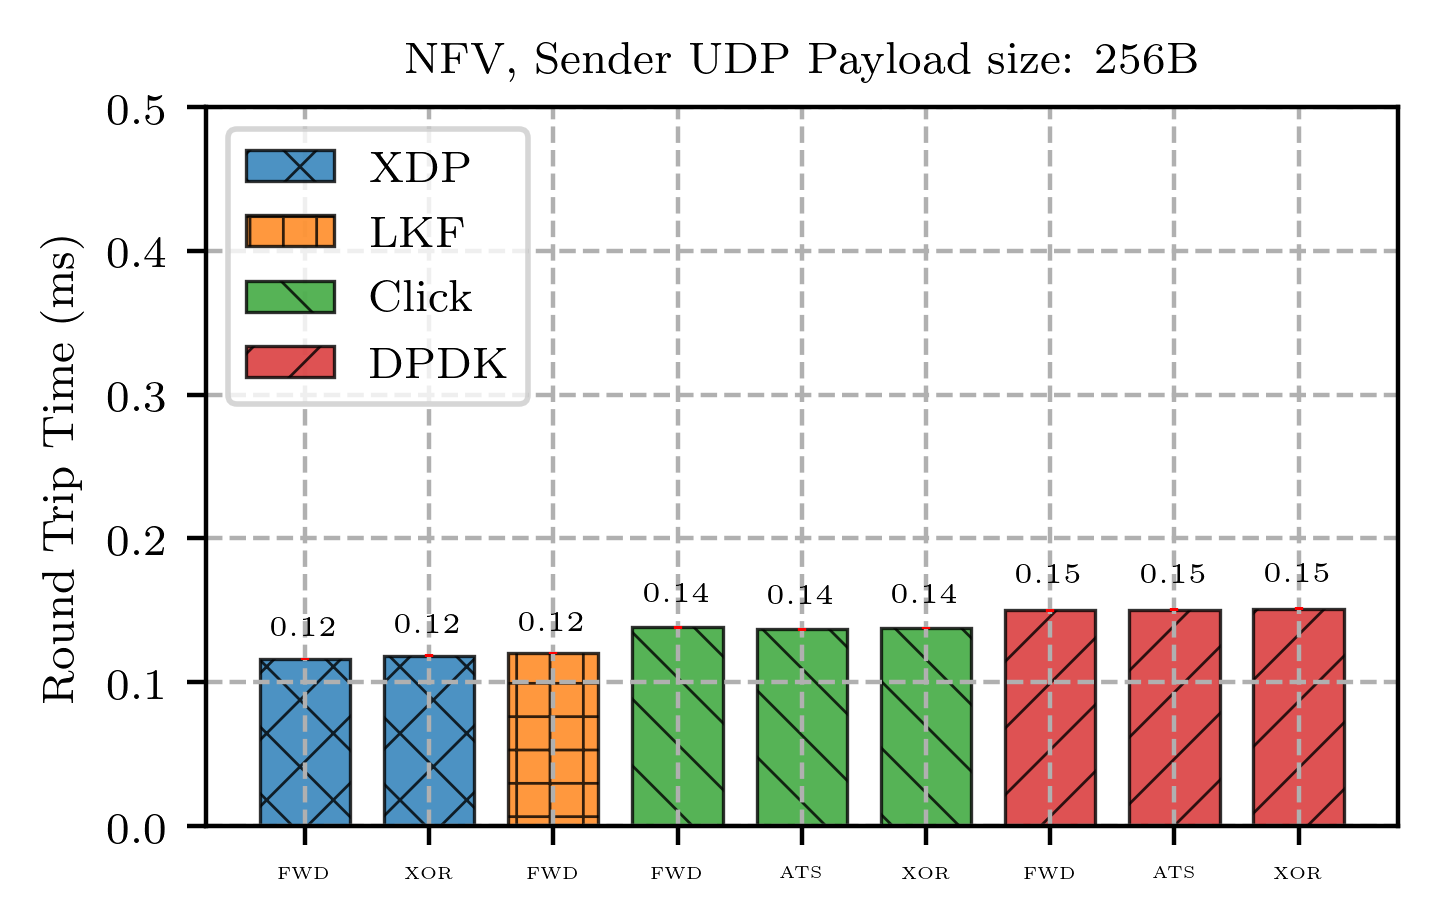 NFV, Sender UDP Payload size: 256B
Round Trip Time (ms)
0.5
0.4
0.3
0.2
0.1
0.0
XDP
LKF
Click
DPDK
0.12
0.12
0.12
0.14
0.14
0.14
0.15
0.15
0.15
FWD
XOR
FWD
FWD
ATS
XOR
FWD
ATS
XOR